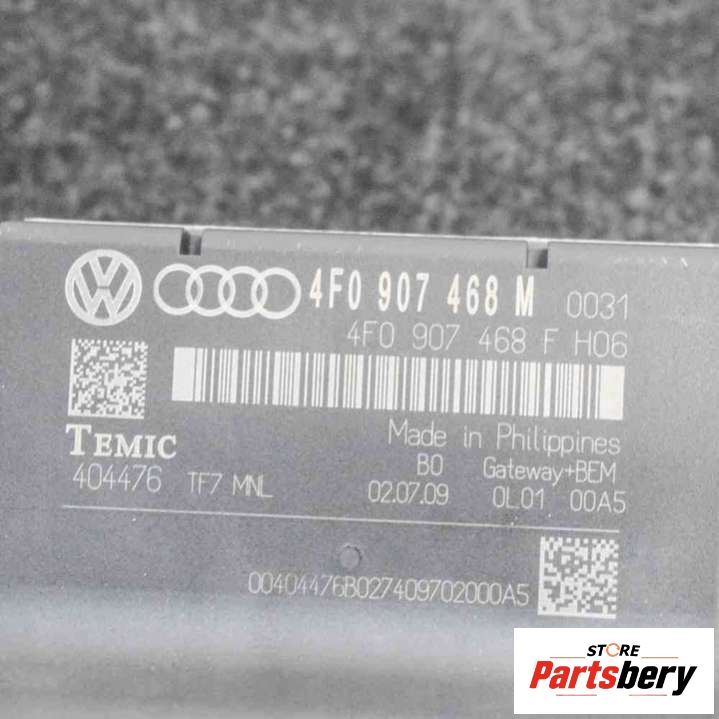 4F0 907 468 M 0031
4F0 907 468 F H06
TEMIC
Made in Philippines
B0 Gateway+BEM
404476 TF7 MNL 02.07.09 0L01 00A5
00404476B027409702000A5
STORE
Partsbery